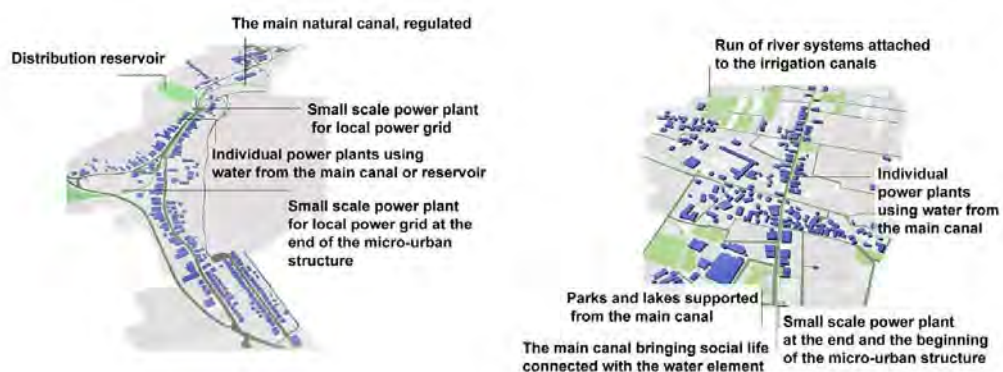 The main natural canal, regulated
Distribution reservoir
Small scale power plant
for local power grid
Individual power plants using
water from the main canal or reservoir
Small scale power plant
for local power grid at the
end of the micro-urban
structure
Run of river systems attached
to the irrigation canals
Individual
power plants
using water from
the main canal
Parks and lakes supported
from the main canal
The main canal bringing social life
connected with the water element
Small scale power plant
at the end and the beginning
of the micro-urban structure